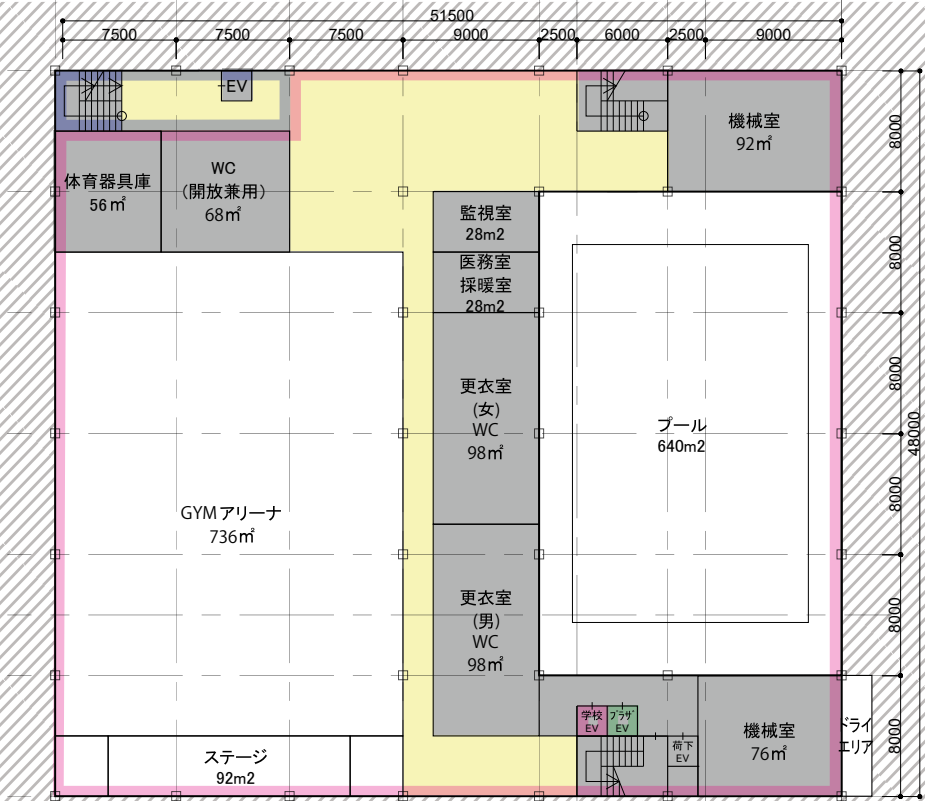 51500
7500
7500
7500
9000
2500
6000
2500
9000
EV
機械室
92㎡
8000
体育器具庫
56㎡
WC
(開放兼用)
68㎡
監視室
28m2
医務室
採暖室
28m2
8000
更衣室
(女)
WC
98㎡
8000
プール
640m2
48000
GYMアリーナ
736㎡
8000
更衣室
(男)
WC
98㎡
8000
学校
EV
プラザ
EV
荷下
EV
機械室
76㎡
ドライ
エリア
8000
ステージ
92m2